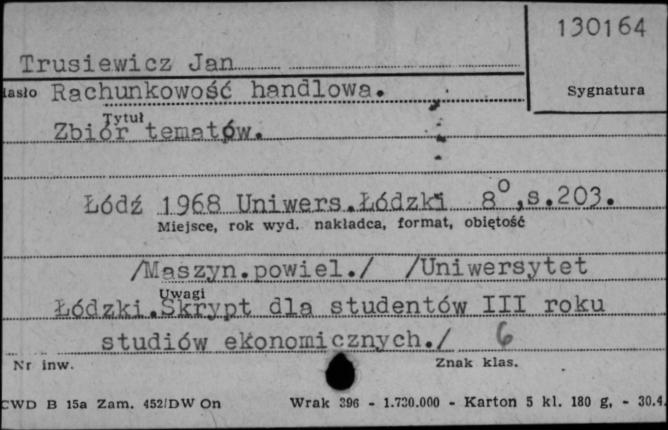 130164
Trusiewicz Jan
Sygnatura
Rachunkowość handlowa.
Tytuł
Zbiór tematów.
Łódź 1968 Uniwers.Łódzki 8°,s.203.
Miejsce, rok wyd. nakładca, format, objętość
/Maszyn.powiel./ /Uniwersytet
Uwagi
Łódzki.Skrypt dla studentów III roku
studiów ekonomicznych./ 6
Nr inw. Znak klas.
CWD B 15a Zam. 452/DW On Wrak 396 - 1.730.000 - Karton 5 kl. 180 g. - 30.4.